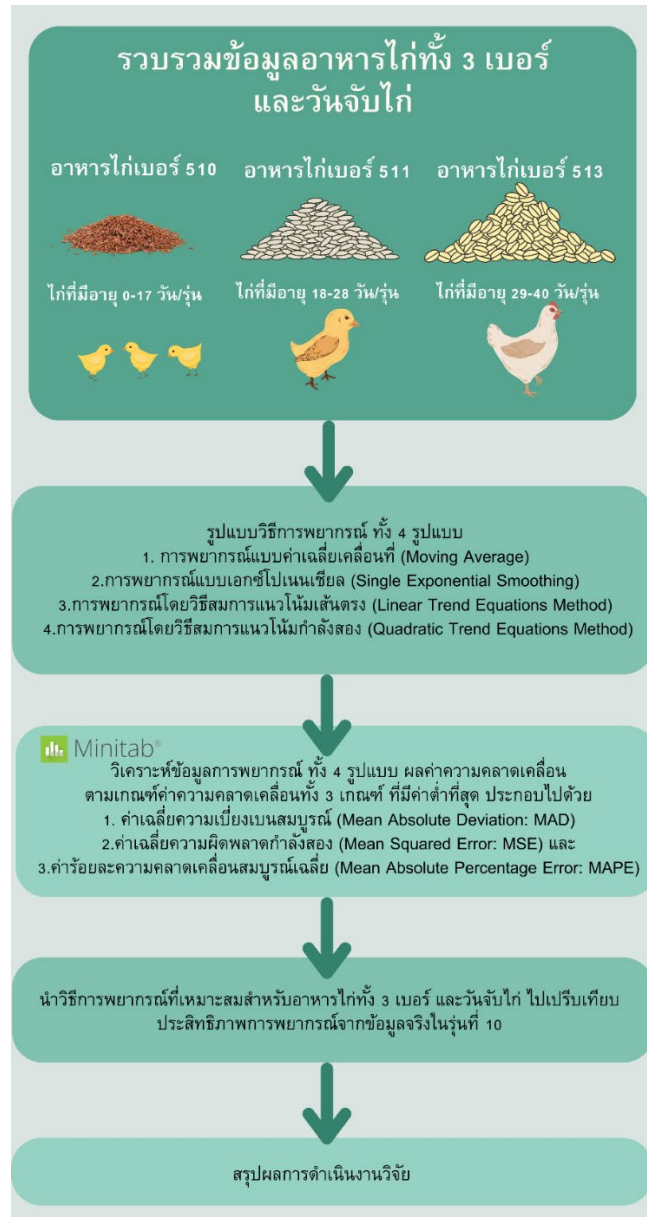 รวบรวมข้อมูลอาหารไก่ทั้ง 3 เบอร์
และวันจับไก่
อาหารไก่เบอร์ 510
อาหารไก่เบอร์ 511
อาหารไก่เบอร์ 513
ไก่ที่มีอายุ 0-17 วัน/รุ่น
ไก่ที่มีอายุ 18-28 วัน/รุ่น
ไก่ที่มีอายุ 29-40 วัน/รุ่น
รูปแบบวิธีการพยากรณ์ ทั้ง 4 รูปแบบ
1. การพยากรณ์แบบค่าเฉลี่ยเคลื่อนที่ (Moving Average)
2.การพยากรณ์แบบเอกซ์โปเนนเชียล (Single Exponential Smoothing)
3.การพยากรณ์โดยวิธีสมการแนวโน้มเส้นตรง (Linear Trend Equations Method)
4.การพยากรณ์โดยวิธีสมการแนวโน้มกำลังสอง (Quadratic Trend Equations Method)
Minitab®
วิเคราะห์ข้อมูลการพยากรณ์ ทั้ง 4 รูปแบบ ผลค่าความคลาดเคลื่อน
ตามเกณฑ์ค่าความคลาดเคลื่อนทั้ง 3 เกณฑ์ ที่มีค่าต่ำที่สุด ประกอบไปด้วย
1. ค่าเฉลี่ยความเบี่ยงเบนสมบูรณ์ (Mean Absolute Deviation: MAD)
2.ค่าเฉลี่ยความผิดพลาดกำลังสอง (Mean Squared Error: MSE) และ
3.ค่าร้อยละความคลาดเคลื่อนสมบูรณ์เฉลี่ย (Mean Absolute Percentage Error: MAPE)
นำวิธีการพยากรณ์ที่เหมาะสมสำหรับอาหารไก่ทั้ง 3 เบอร์ และวันจับไก่ ไปเปรีบเทียบ
ประสิทธิภาพการพยากรณ์จากข้อมูลจริงในรุ่นที่ 10
สรุปผลการดำเนินงานวิจัย